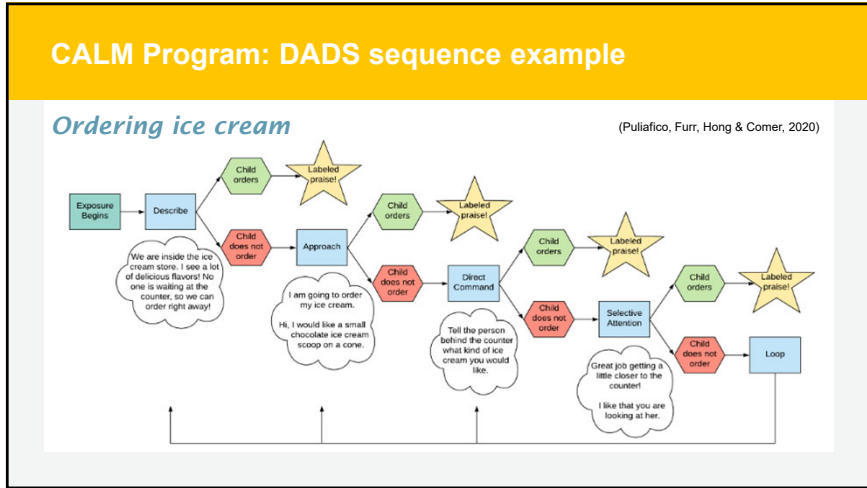 CALM Program: DADS sequence example
Ordering ice cream
(Puliafico, Furr, Hong & Comer, 2020)
Exposure
Begins
Describe
Child
orders
Labeled
praise!
Child
does not
order
We are inside the ice
cream store. I see a lot
of delicious flavors! No
one is waiting at the
counter, so we can
order right away!
Approach
Child
orders
Labeled
praise!
Child
does not
order
I am going to order
my ice cream.
Hi, I would like a small
chocolate ice cream
scoop on a cone.
Direct
Command
Child
orders
Labeled
praise!
Child
does not
order
Tell the person
behind the counter
what kind of ice
cream you would
like.
Selective
Attention
Child
orders
Labeled
praise!
Child
does not
order
Great job getting a
little closer to the
counter!
I like that you are
looking at her.
Loop